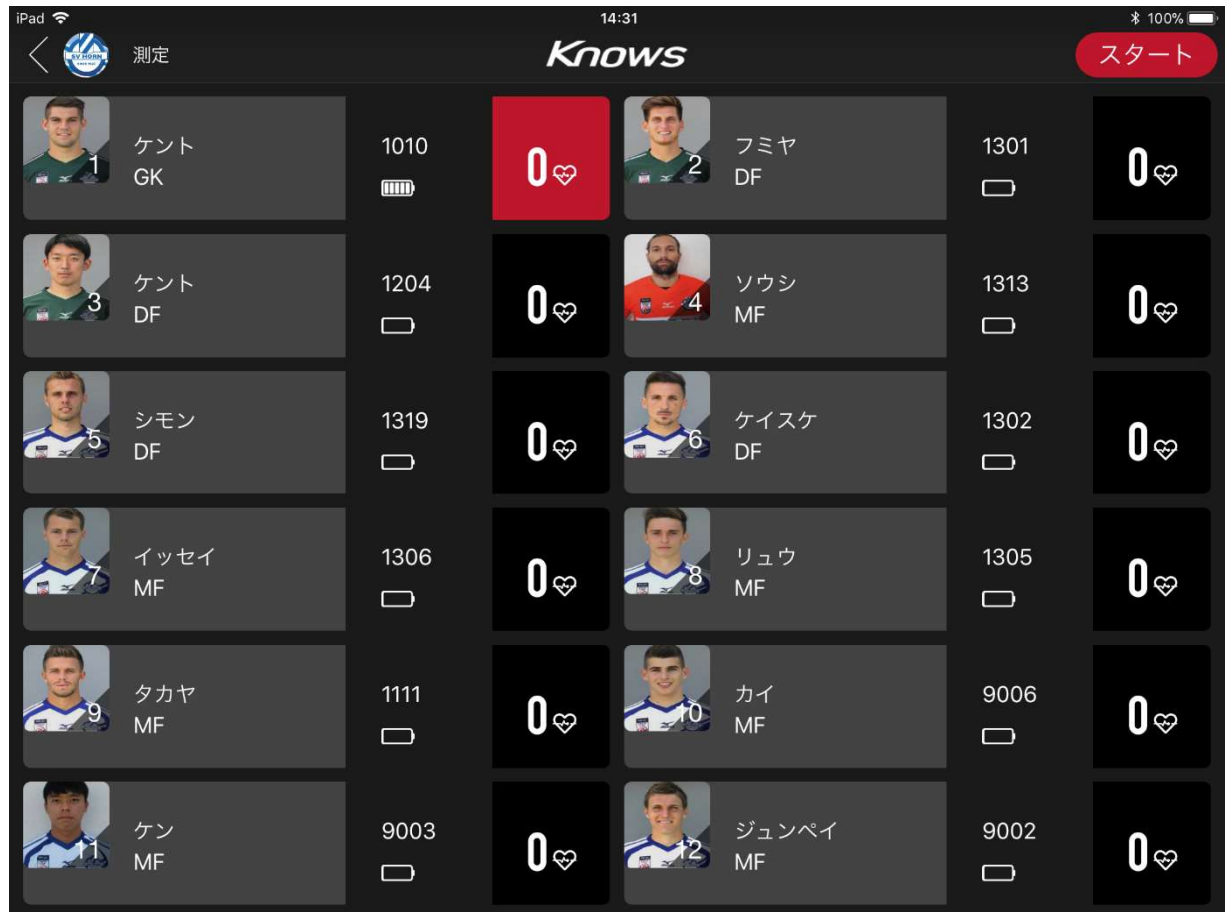 iPad 14:31 100%
SV HORN 測定 Knows スタート
1 ケント GK 1010 0
2 フミヤ DF 1301 0
3 ケント DF 1204 0
4 ソウシ MF 1313 0
5 シモン DF 1319 0
6 ケイスケ DF 1302 0
7 イッセイ MF 1306 0
8 リュウ MF 1305 0
9 タカヤ MF 1111 0
10 カイ MF 9006 0
11 ケン MF 9003 0
12 ジュンペイ MF 9002 0